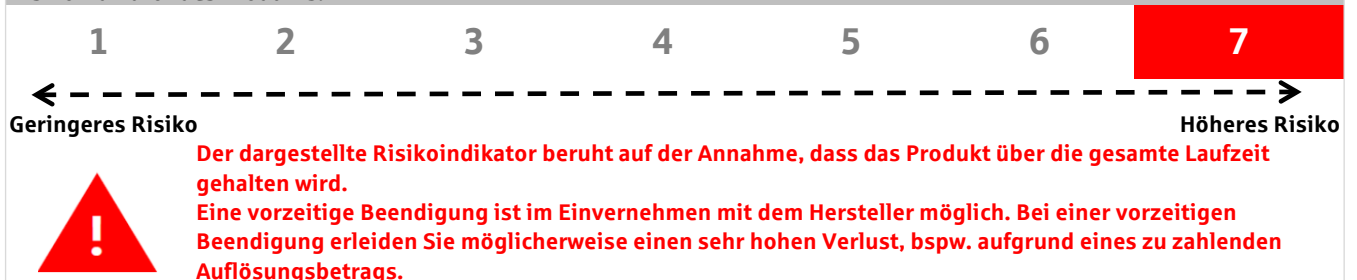 1 2 3 4 5 6 7
Geringeres Risiko Höheres Risiko
Der dargestellte Risikoindikator beruht auf der Annahme, dass das Produkt über die gesamte Laufzeit
gehalten wird.
Eine vorzeitige Beendigung ist im Einvernehmen mit dem Hersteller möglich. Bei einer vorzeitigen
Beendigung erleiden Sie möglicherweise einen sehr hohen Verlust, bspw. aufgrund eines zu zahlenden
Auflösungsbetrags.